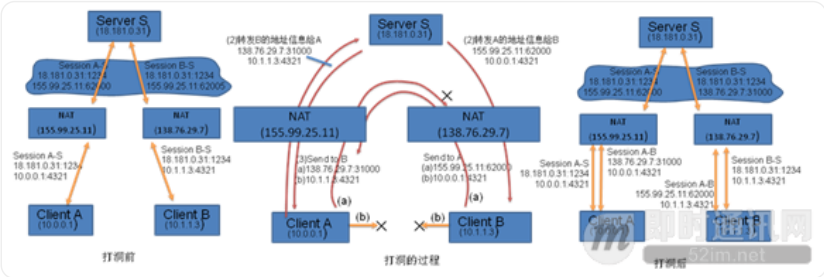 Server S
(18.181.0.31)
Session A-S
18.181.0.31:1234
155.99.25.11:62000
Session B-S
18.181.0.31:1234
155.99.25.11:62005
NAT
(155.99.25.11)
NAT
(138.76.29.7)
Session A-S
18.181.0.31:1234
10.0.0.1:4321
Session B-S
18.181.0.31:1234
10.1.1.3:4321
Client A
(10.0.0.1)
Client B
(10.1.1.3)
打洞前
(2)转发B的地址信息给A
138.76.29.7:31000
10.1.1.3:4321
Server S
(18.181.0.31)
(2)转发A的地址信息给B
155.99.25.11:62000
10.0.0.1:4321
NAT
(155.99.25.11)
NAT
(138.76.29.7)
(3)Send to B
(a)138.76.29.7:31000
(b)10.1.1.3:4321
Send to A
(a)155.99.25.11:62000
(b)10.0.0.1:4321
(a)
(a)
Client A
(10.0.0.1)
(b)
(b)
Client B
(10.1.1.3)
打洞的过程
Server S
(18.181.0.31)
Session A-S
18.181.0.31:1234
155.99.25.11:62000
Session B-S
18.181.0.31:1234
138.76.29.7:31000
NAT
(155.99.25.11)
NAT
(138.76.29.7)
Session A-S
18.181.0.31:1234
10.0.0.1:4321
Session A-B
138.76.29.7:31000
10.0.0.1:4321
Session A-B
155.99.25.11:62000
10.1.1.3:4321
Session B-S
18.181.0.31:1234
10.1.1.3:4321
Client A
(10.0.0.1)
Client B
(10.1.1.3)
打洞后
即时通讯网
52im.net